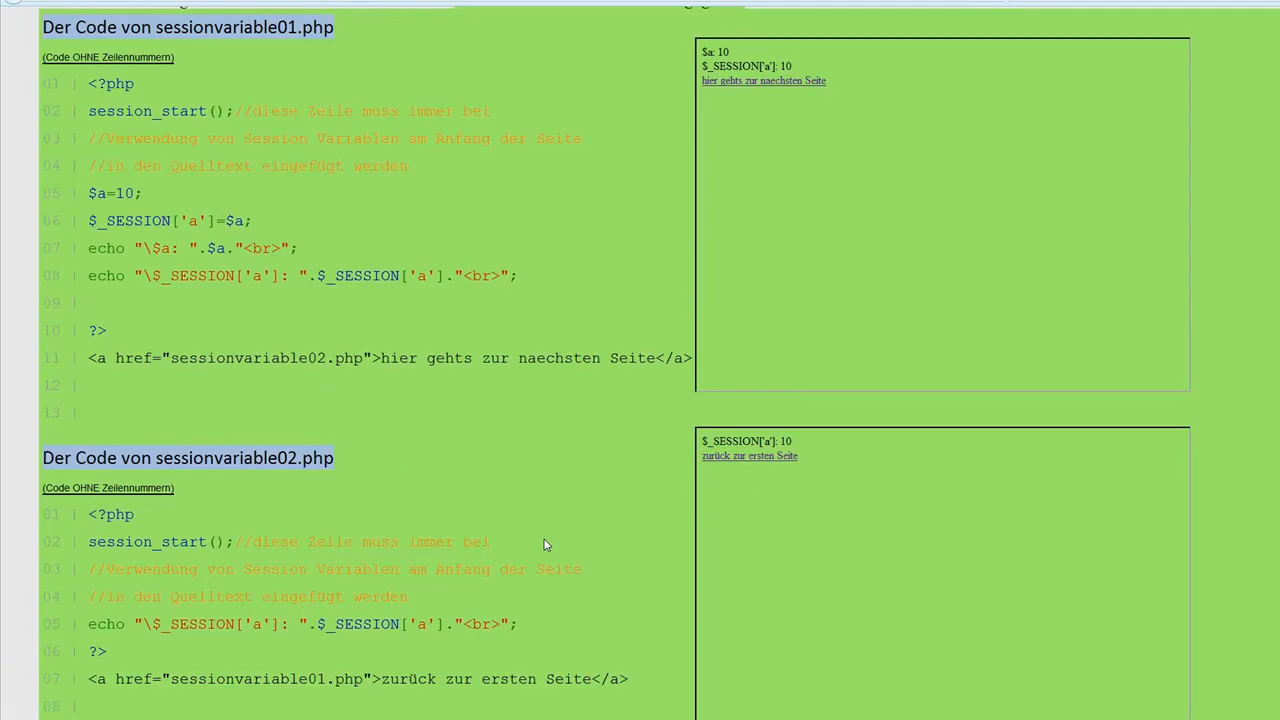 Der Code von sessionvariable01.php
(Code OHNE Zeilennummern)
01 | <?php
02 | session_start();//diese Zeile muss immer bei
03 | //Verwendung von Session Variablen am Anfang der Seite
04 | //in den Quelltext eingefügt werden
05 | $a=10;
06 | $_SESSION['a']=$a;
07 | echo "\$a: ".$a."<br>";
08 | echo "\$_SESSION['a']: ".$_SESSION['a']."<br>";
09 |
10 | ?>
11 | <a href="sessionvariable02.php">hier gehts zur naechsten Seite</a>
12 |
13 |
$a: 10
$_SESSION['a']: 10
hier gehts zur naechsten Seite
Der Code von sessionvariable02.php
(Code OHNE Zeilennummern)
01 | <?php
02 | session_start();//diese Zeile muss immer bei
03 | //Verwendung von Session Variablen am Anfang der Seite
04 | //in den Quelltext eingefügt werden
05 | echo "\$_SESSION['a']: ".$_SESSION['a']."<br>";
06 | ?>
07 | <a href="sessionvariable01.php">zurück zur ersten Seite</a>
08 |
$_SESSION['a']: 10
zurück zur ersten Seite